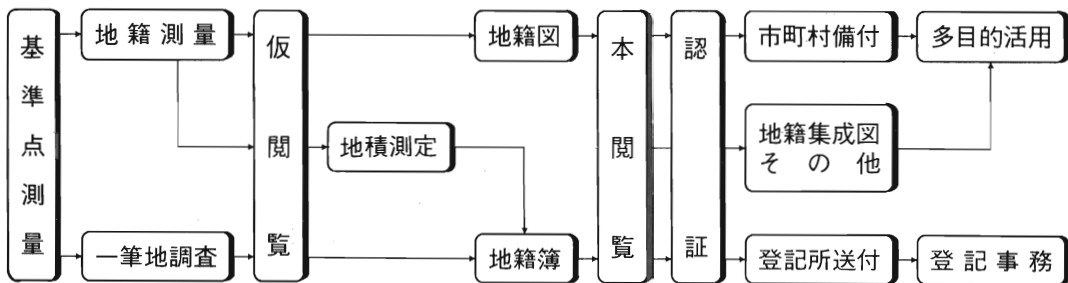 基準点測量
地籍測量
一筆地調査
仮閲覧
地積測定
地籍図
地籍簿
本閲覧
認証
市町村備付
地籍集成図
その他
登記所送付
多目的活用
登記事務